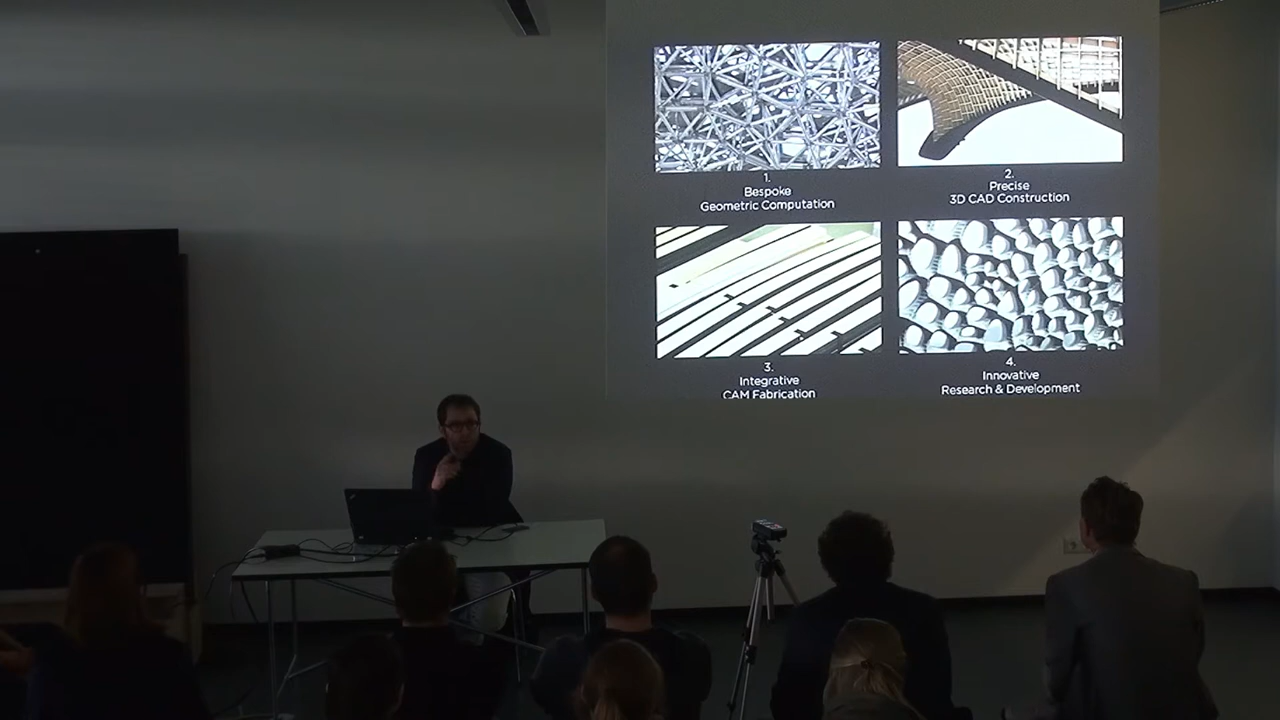 1.
Bespoke
Geometric Computation
2.
Precise
3D CAD Construction
3.
Integrative
CAM Fabrication
4.
Innovative
Research & Development